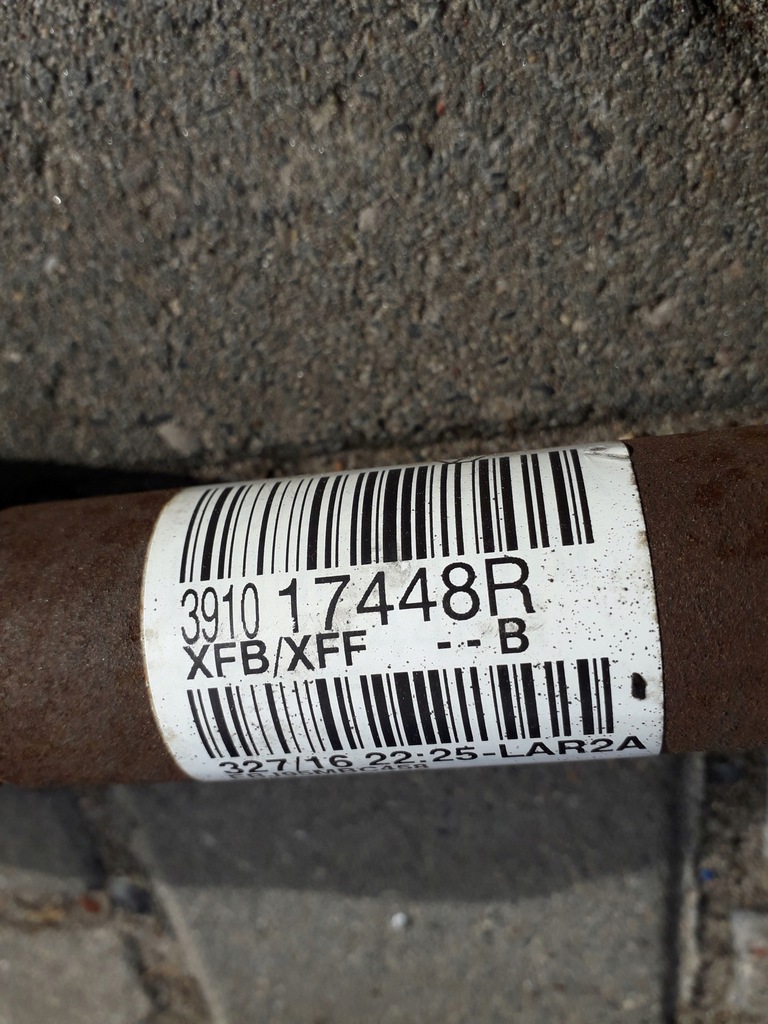 3910 17448R
XFB/XFF -- B
327/16 22:25-LAR2A